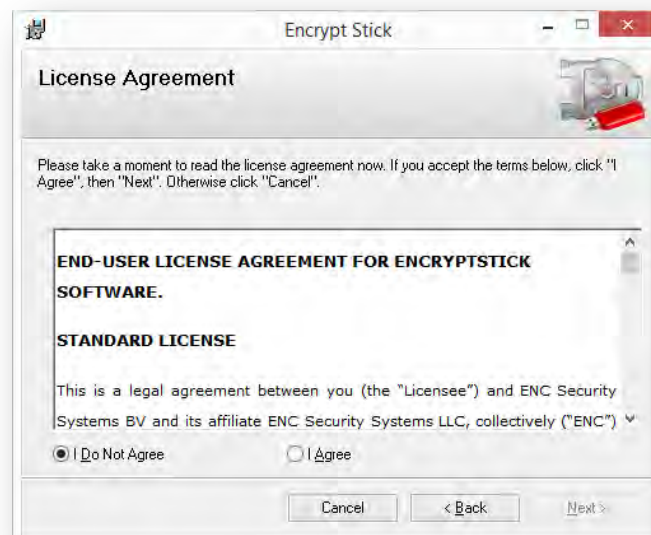 Encrypt Stick
License Agreement
Please take a moment to read the license agreement now. If you accept the terms below, click "I
Agree", then "Next". Otherwise click "Cancel".
END-USER LICENSE AGREEMENT FOR ENCRYPTSTICK
SOFTWARE.
STANDARD LICENSE
This is a legal agreement between you (the “Licensee”) and ENC Security
Systems BV and its affiliate ENC Security Systems LLC, collectively (“ENC”)
I Do Not Agree
I Agree
Cancel
< Back
Next >